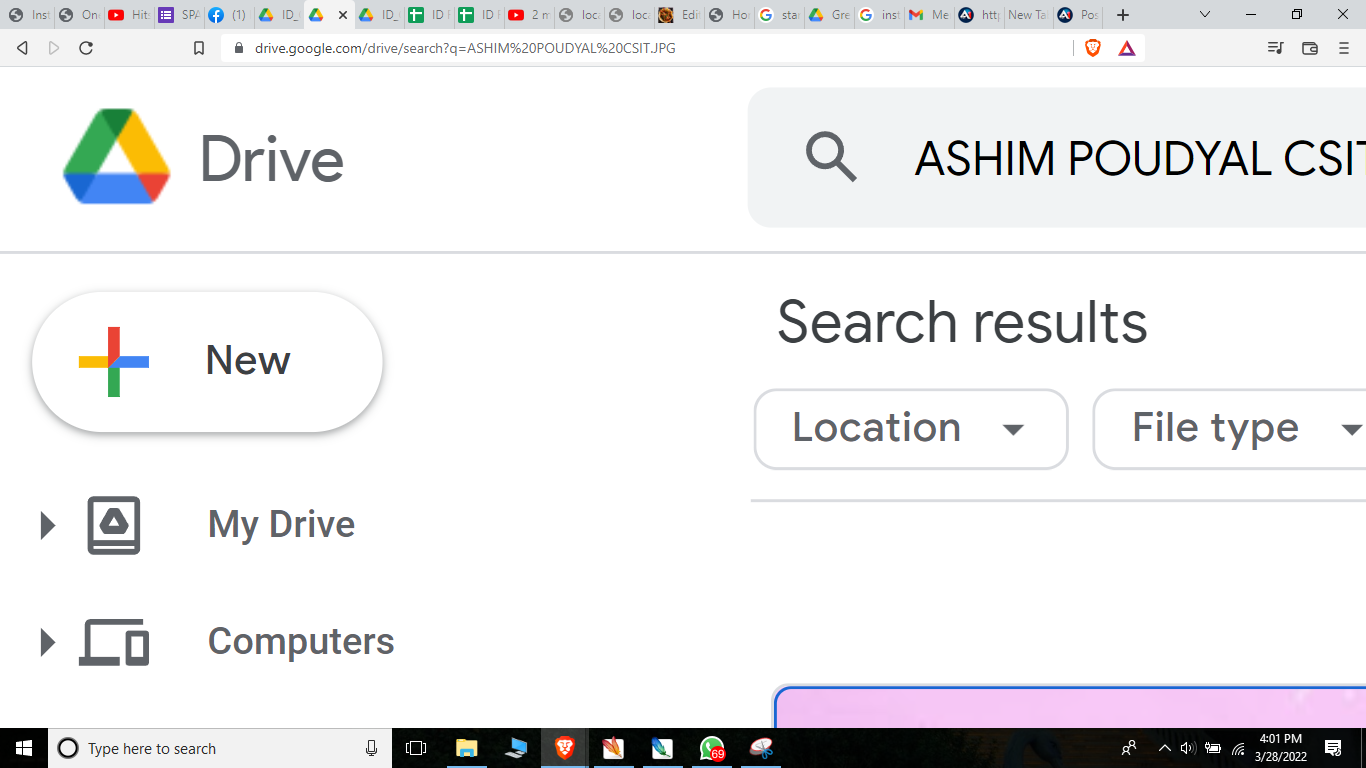 Inst
On
Hit
SPA
(1)
ID_
ID_
ID F
ID F
2 m
loca
loca
Edi
Ho
sta
Gre
inst
Me
http
New Ta
Pos
drive.google.com/drive/search?q=ASHIM%20POUDYAL%20CSIT.JPG
Drive
ASHIM POUDYAL CSIT
Search results
New
Location
File type
My Drive
Computers
Type here to search
69
4:01 PM
3/28/2022